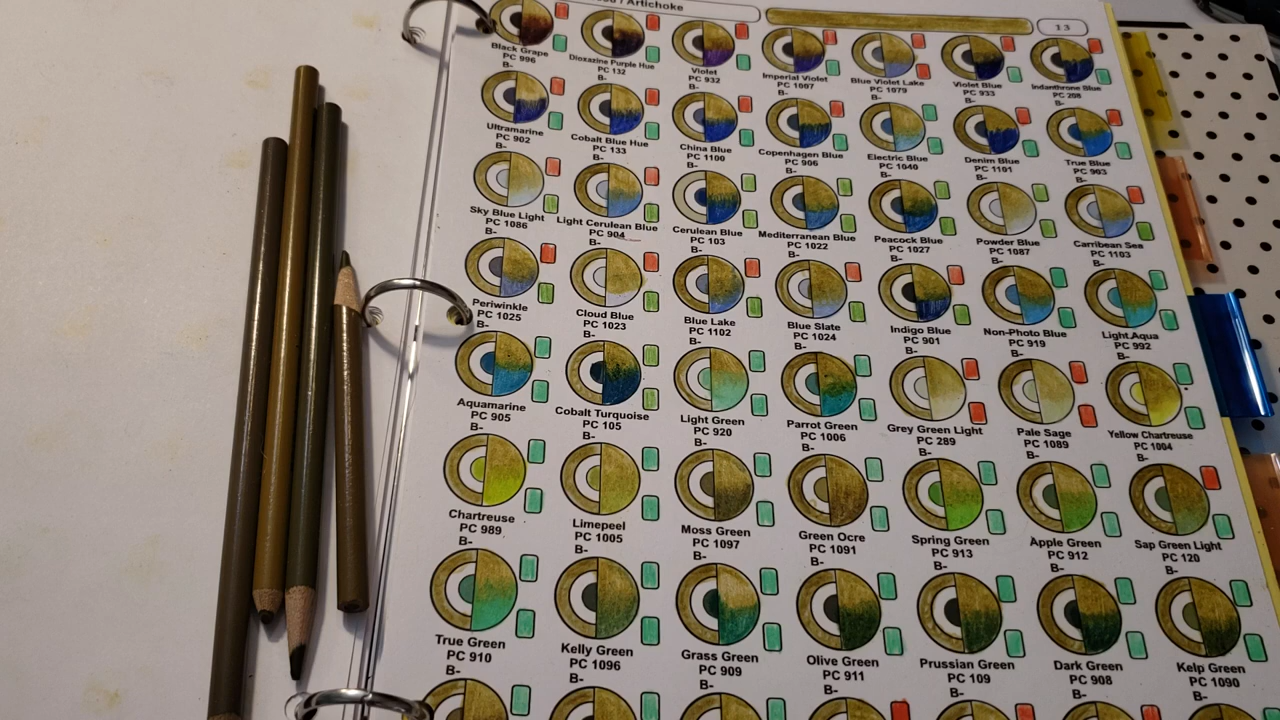 / Artichoke
13
Black Grape
PC 996
B-
Dioxazine Purple Hue
PC 132
B-
Violet
PC 932
B-
Imperial Violet
PC 1007
B-
Blue Violet Lake
PC 1079
B-
Violet Blue
PC 933
B-
Indanthrone Blue
PC 208
B-
Ultramarine
PC 902
B-
Cobalt Blue Hue
PC 133
B-
China Blue
PC 1100
B-
Copenhagen Blue
PC 906
B-
Electric Blue
PC 1040
B-
Denim Blue
PC 1101
B-
True Blue
PC 903
B-
Sky Blue Light
PC 1086
B-
Light Cerulean Blue
PC 904
B-
Cerulean Blue
PC 103
B-
Mediterranean Blue
PC 1022
B-
Peacock Blue
PC 1027
B-
Powder Blue
PC 1087
B-
Carribean Sea
PC 1103
B-
Periwinkle
PC 1025
B-
Cloud Blue
PC 1023
B-
Blue Lake
PC 1102
B-
Blue Slate
PC 1024
B-
Indigo Blue
PC 901
B-
Non-Photo Blue
PC 919
B-
Light Aqua
PC 992
B-
Aquamarine
PC 905
B-
Cobalt Turquoise
PC 105
B-
Light Green
PC 920
B-
Parrot Green
PC 1006
B-
Grey Green Light
PC 289
B-
Pale Sage
PC 1089
B-
Yellow Chartreuse
PC 1004
B-
Chartreuse
PC 989
B-
Limepeel
PC 1005
B-
Moss Green
PC 1097
B-
Green Ocre
PC 1091
B-
Spring Green
PC 913
B-
Apple Green
PC 912
B-
Sap Green Light
PC 120
B-
True Green
PC 910
B-
Kelly Green
PC 1096
B-
Grass Green
PC 909
B-
Olive Green
PC 911
B-
Prussian Green
PC 109
B-
Dark Green
PC 908
B-
Kelp Green
PC 1090
B-